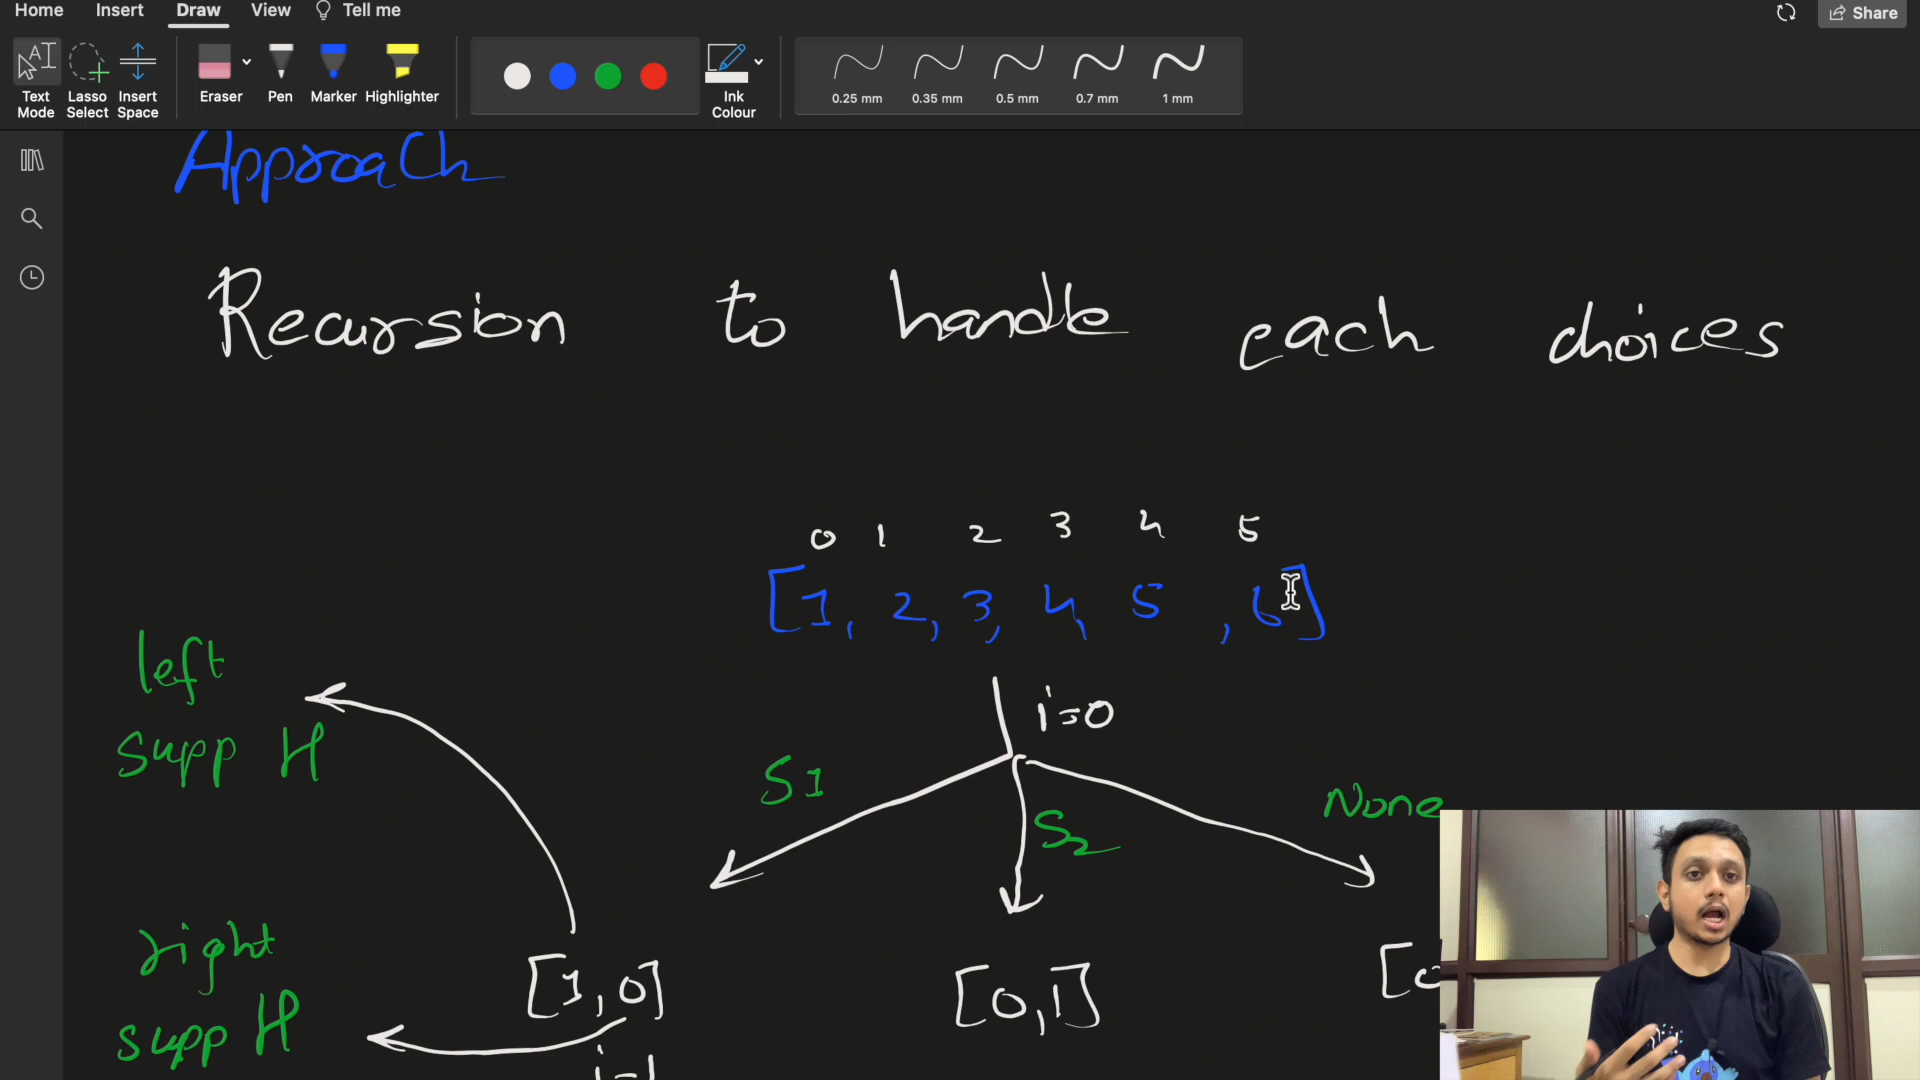 Home Insert Draw View Tell me Share
Text Mode Lasso Select Insert Space Eraser Pen Marker Highlighter Ink Colour 0.25 mm 0.35 mm 0.5 mm 0.7 mm 1 mm
Approach
Recursion to handle each choices
0 1 2 3 4 5
[1, 2, 3, 4, 5, 6]
i=0
left
supp H
S1
S2
None
right
supp H
[1,0]
[0,1]
[0
i=1